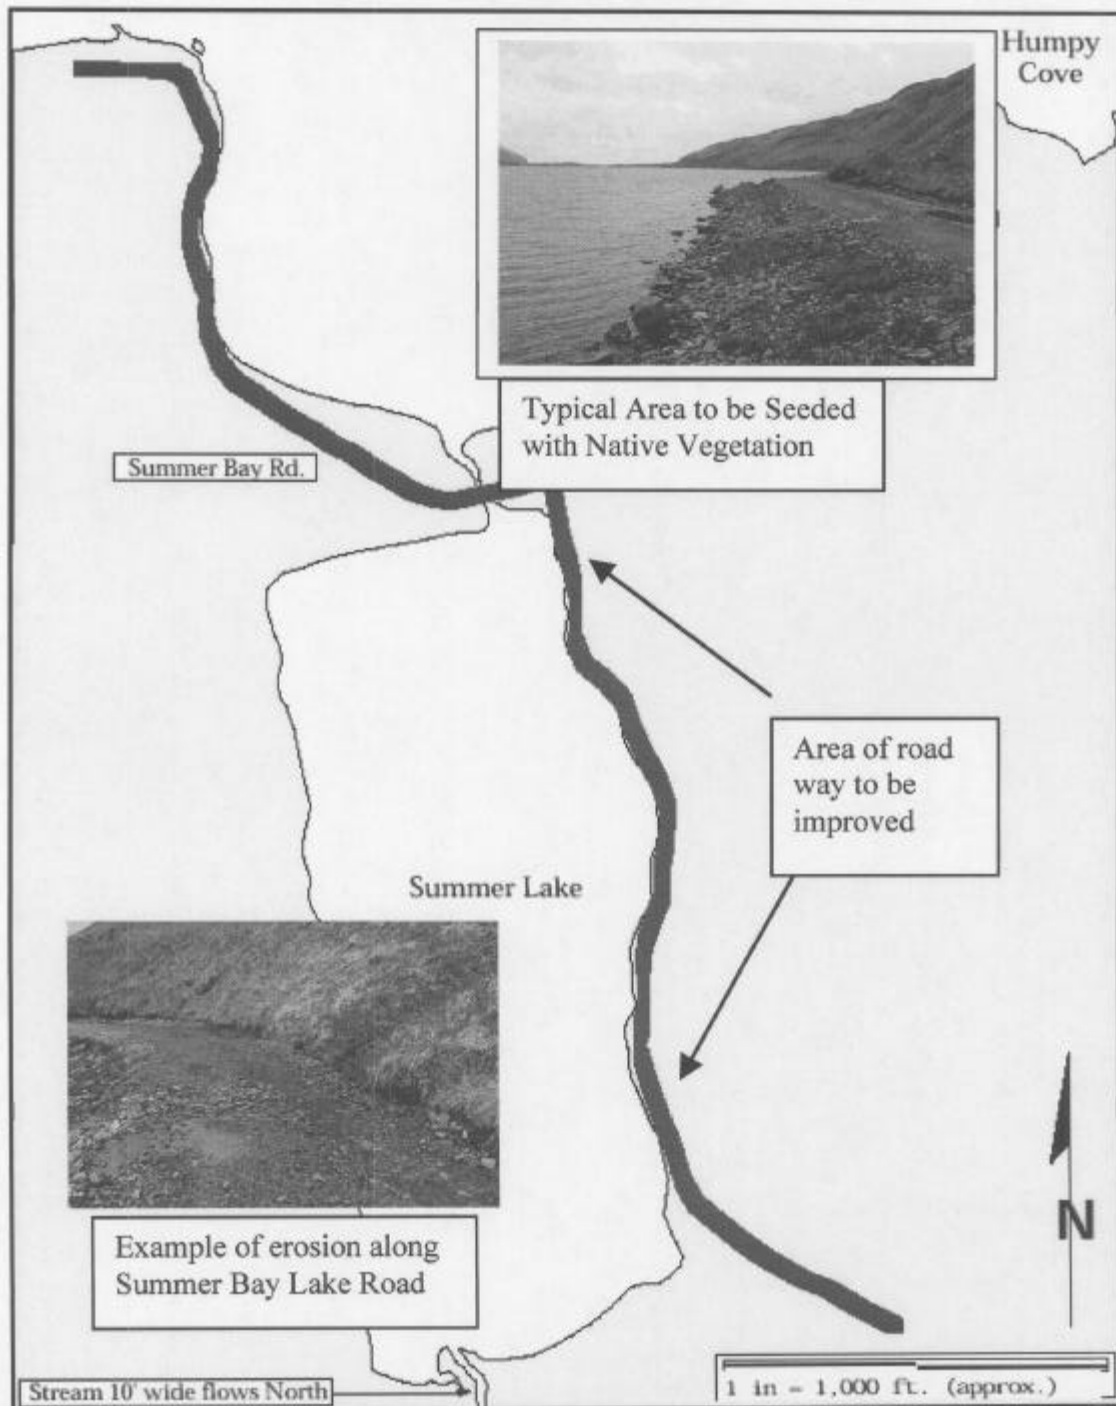 Humpy
Cove
Typical Area to be Seeded
with Native Vegetation
Summer Bay Rd.
Area of road
way to be
improved
Summer Lake
Example of erosion along
Summer Bay Lake Road
N
Stream 10' wide flows North
1 in = 1,000 ft. (approx.)